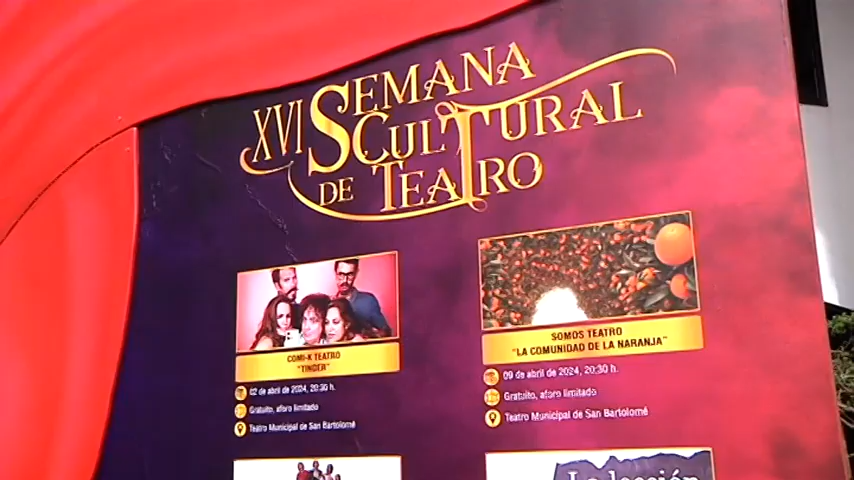 XVI SEMANA
CULTURAL
DE TEATRO
COMI-K TEATRO
"TINDER"
02 de abril de 2024, 20:30 h.
Gratuito, aforo limitado
Teatro Municipal de San Bartolomé
SOMOS TEATRO
"LA COMUNIDAD DE LA NARANJA"
09 de abril de 2024, 20:30 h.
Gratuito, aforo limitado
Teatro Municipal de San Bartolomé
La lección